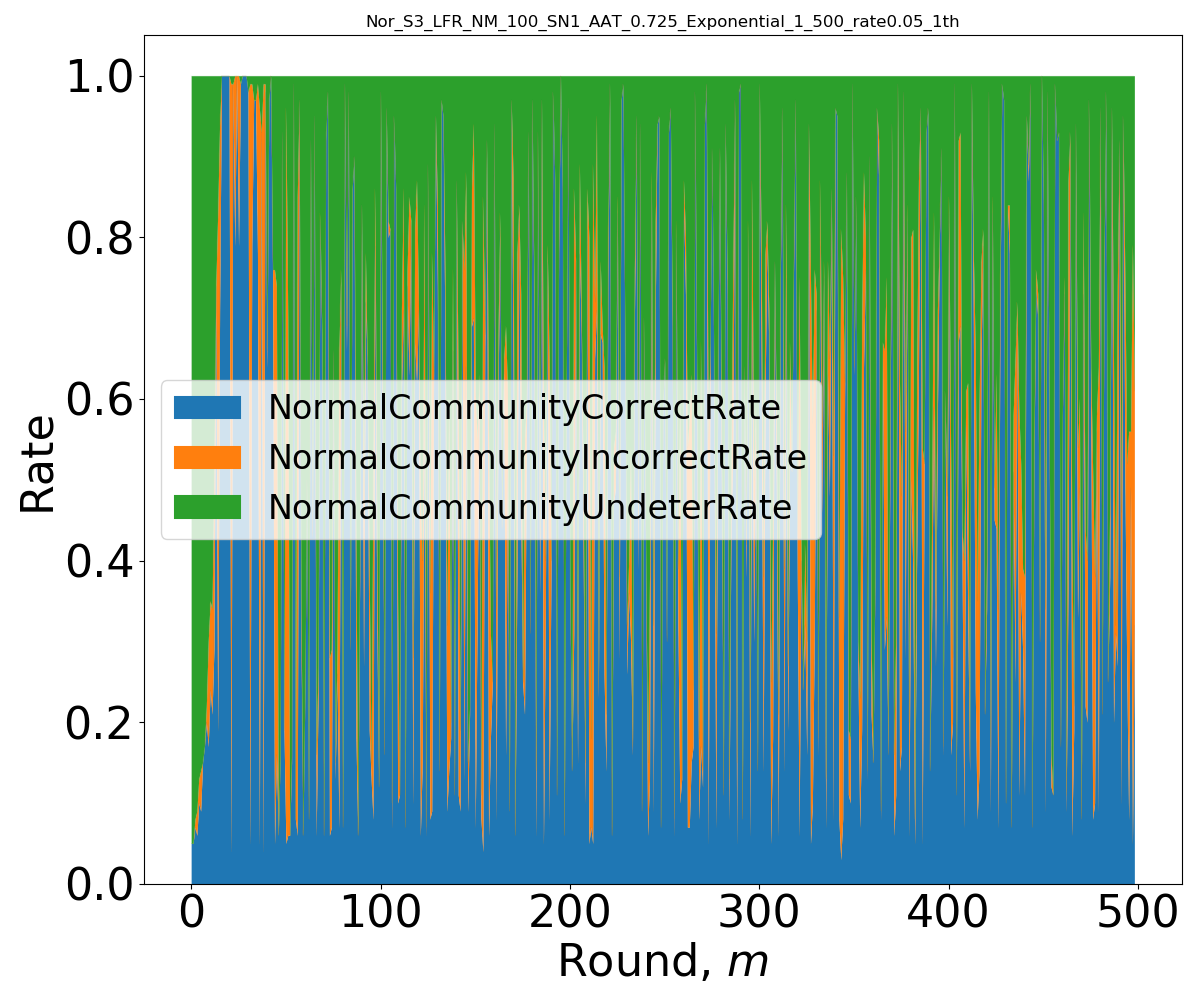 Nor_S3_LFR_NM_100_SN1_AAT_0.725_Exponential_1_500_rate0.05_1th
1.0
0.8
0.6
0.4
0.2
0.0
Rate
NormalCommunityCorrectRate
NormalCommunityIncorrectRate
NormalCommunityUndeterRate
0 100 200 300 400 500
Round, m